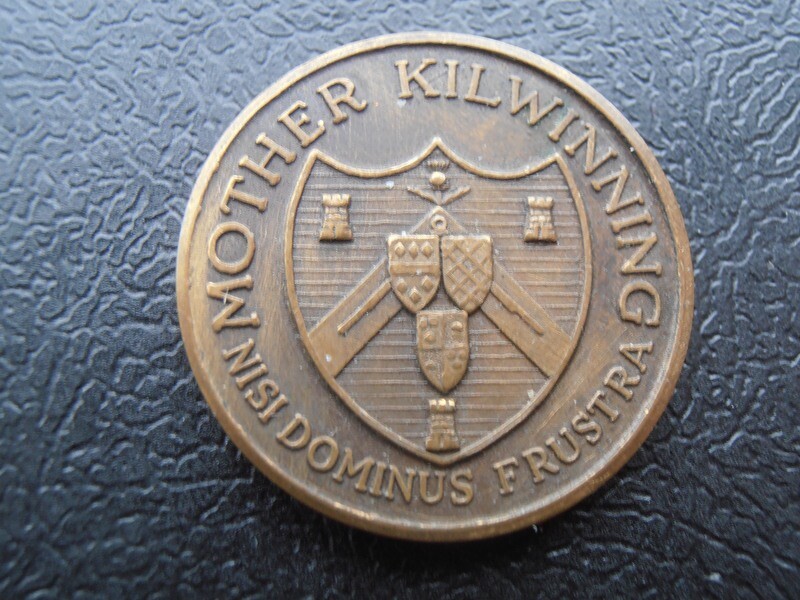 MOTHER KILWINNING
NISI DOMINUS FRUSTRA